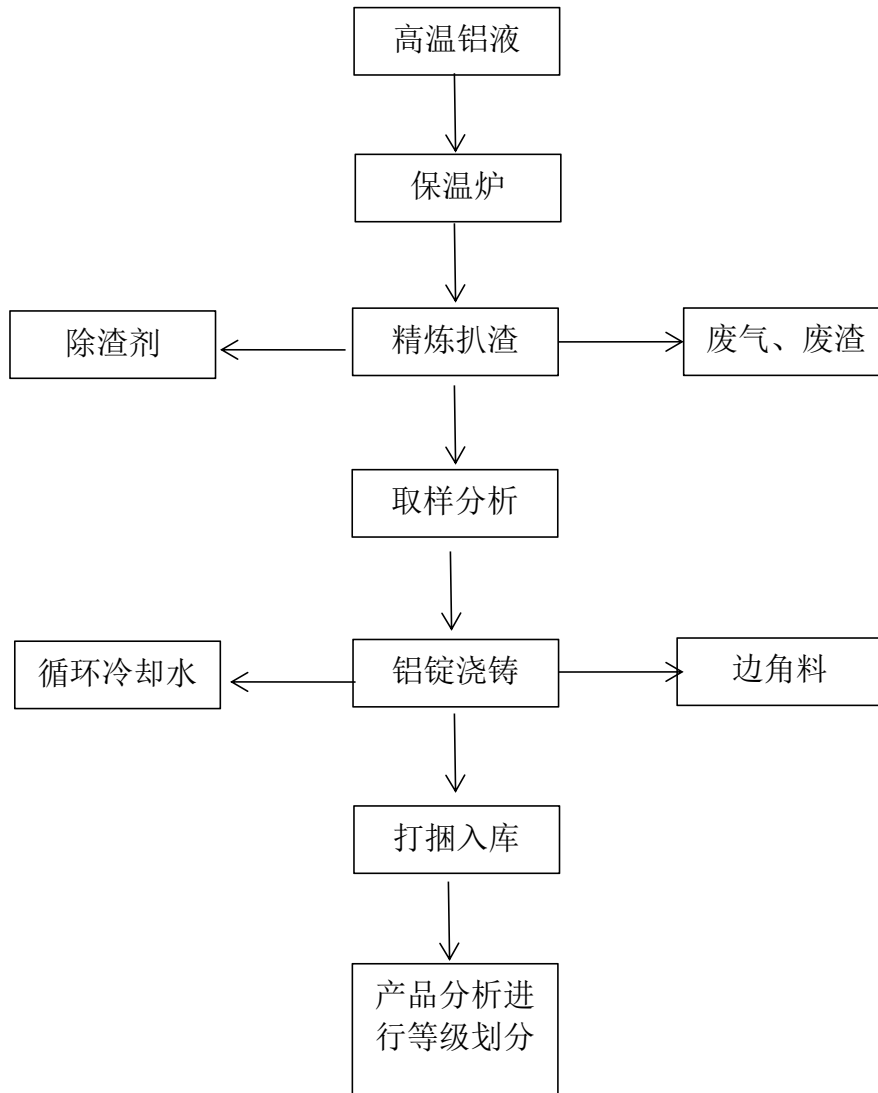 高温铝液
保温炉
除渣剂
精炼扒渣
废气、废渣
取样分析
循环冷却水
铝锭浇铸
边角料
打捆入库
产品分析进
行等级划分